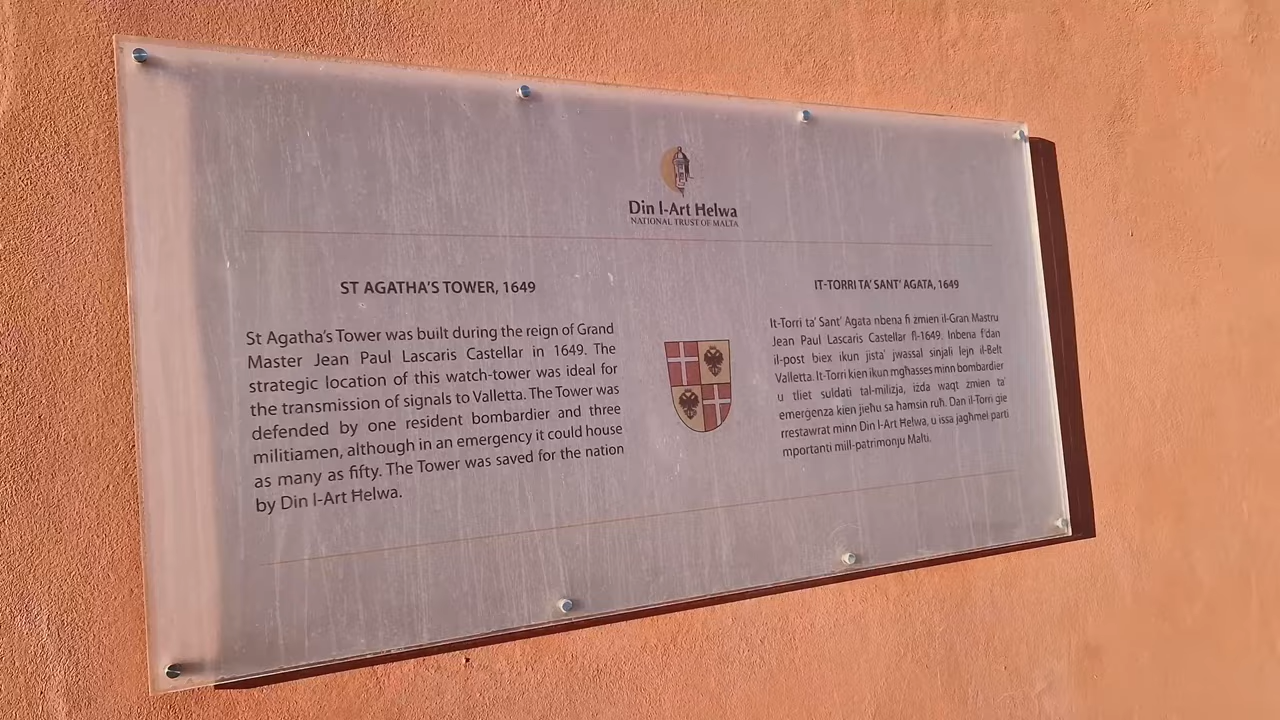 Din l-Art Ħelwa
NATIONAL TRUST OF MALTA
ST AGATHA'S TOWER, 1649
St Agatha's Tower was built during the reign of Grand
Master Jean Paul Lascaris Castellar in 1649. The
strategic location of this watch-tower was ideal for
the transmission of signals to Valletta. The Tower was
defended by one resident bombardier and three
militiamen, although in an emergency it could house
as many as fifty. The Tower was saved for the nation
by Din l-Art Ħelwa.
IT-TORRI TA' SANT' AGATA, 1649
It-Torri ta' Sant' Agata nbena fi żmien il-Gran Mastru
Jean Paul Lascaris Castellar fl-1649. Inbena f'dan
il-post biex ikun jista' jwassal sinjali lejn il-Belt
Valletta. It-Torri kien ikun mgħasses minn bombardier
u tliet suldati tal-milizja, iżda waqt żmien ta'
emerġenza kien jieħu sa ħamsin ruħ. Dan il-Torri ġie
rrestawrat minn Din l-Art Ħelwa, u issa jagħmel parti
mportanti mill-patrimonju Malti.